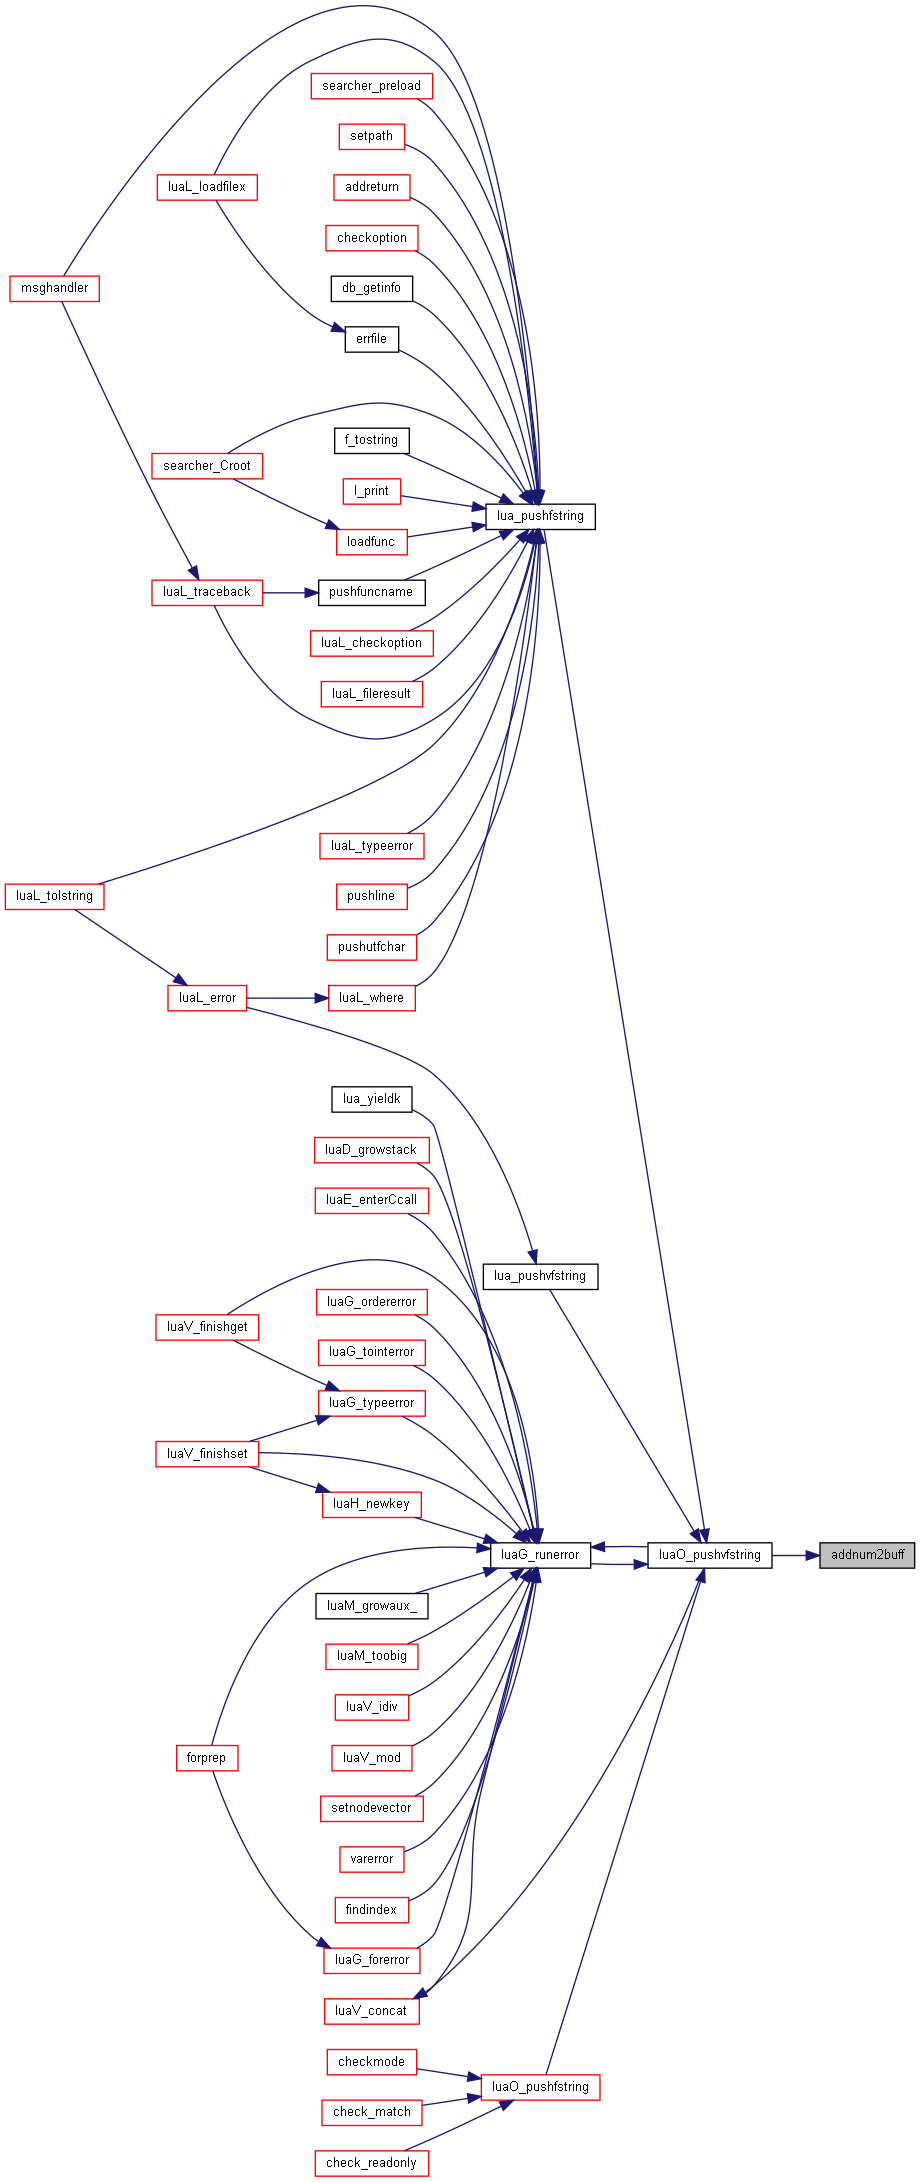 searcher_preload
setpath
luaL_loadfilex
addreturn
checkoption
msghandler
db_getinfo
errfile
f_tostring
searcher_Croot
l_print
lua_pushfstring
loadfunc
luaL_traceback
pushfuncname
luaL_checkoption
luaL_fileresult
luaL_typeerror
luaL_tolstring
pushline
pushutfchar
luaL_error
luaL_where
lua_yieldk
luaD_growstack
luaE_enterCcall
lua_pushvfstring
luaG_ordererror
luaV_finishget
luaG_tointerror
luaG_typeerror
luaV_finishset
luaH_newkey
luaG_runerror
luaO_pushvfstring
addnum2buff
luaM_growaux_
luaM_toobig
luaV_idiv
forprep
luaV_mod
setnodevector
varerror
findindex
luaG_forerror
luaV_concat
checkmode
luaO_pushfstring
check_match
check_readonly